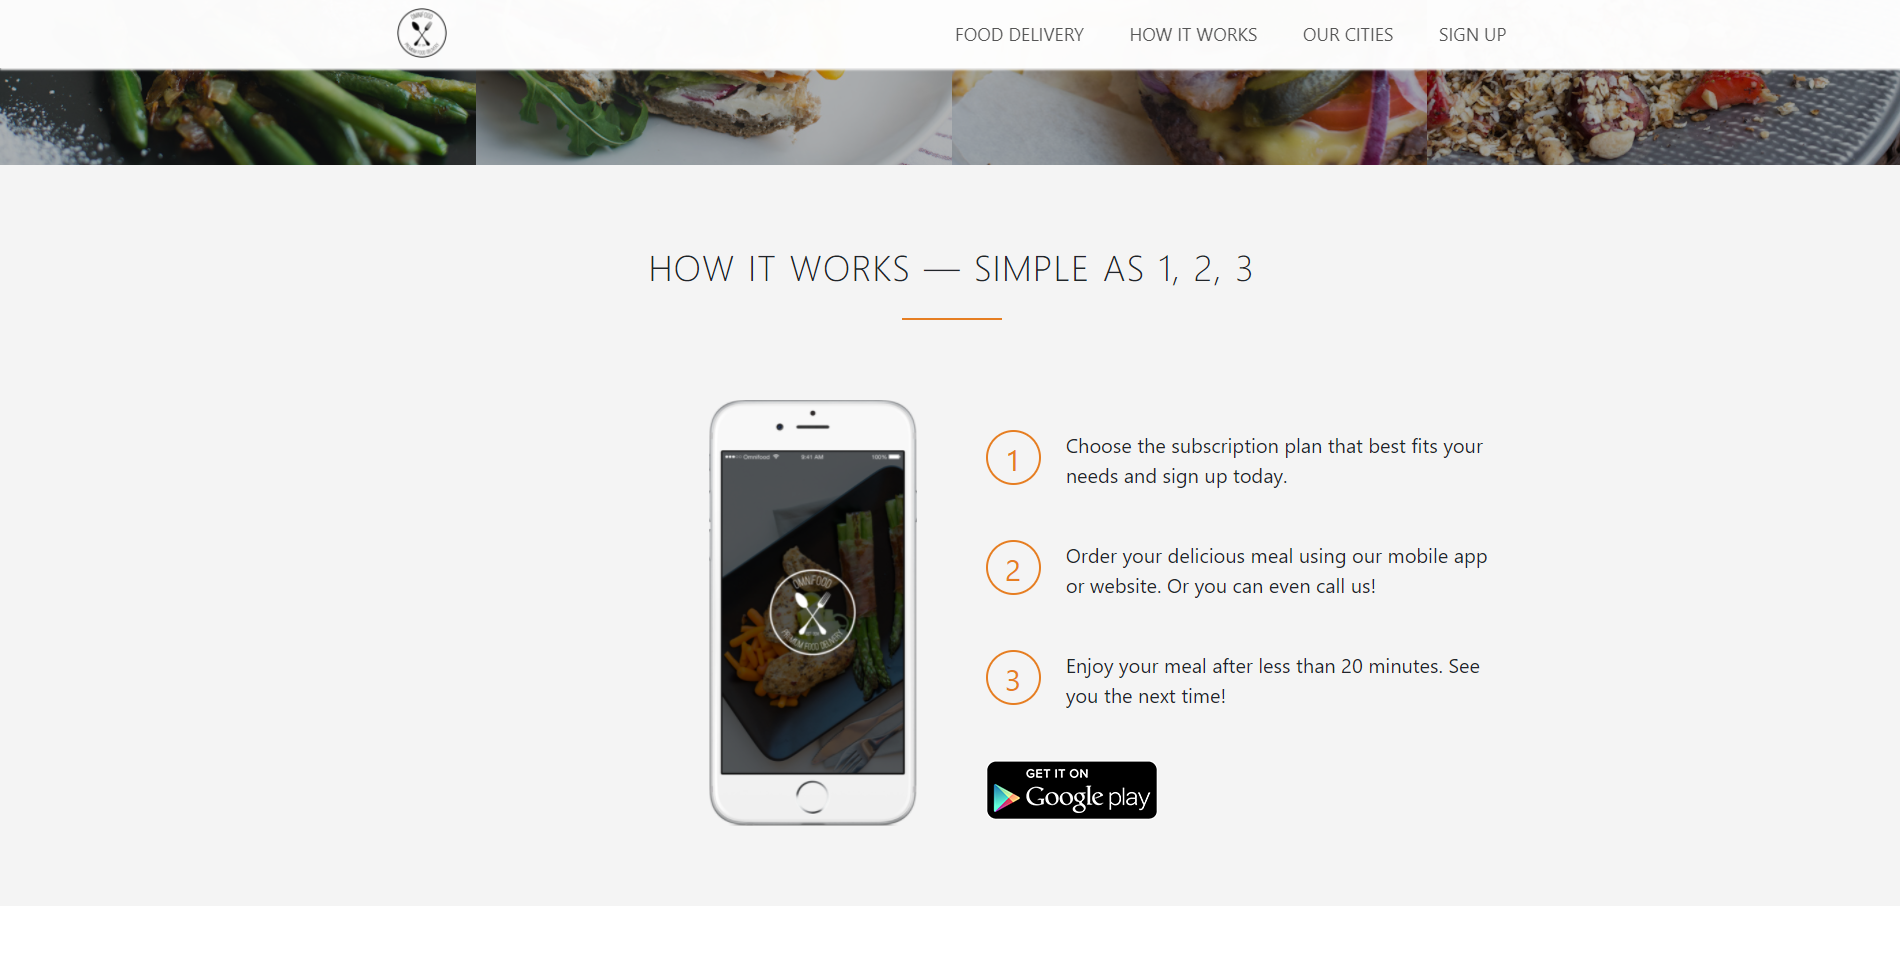 OMNIFOOD
PREMIUM FOOD DELIVERY
FOOD DELIVERY
HOW IT WORKS
OUR CITIES
SIGN UP
HOW IT WORKS — SIMPLE AS 1, 2, 3
Omnifood
9:41 AM
100%
OMNIFOOD
PREMIUM FOOD DELIVERY
1
Choose the subscription plan that best fits your
needs and sign up today.
2
Order your delicious meal using our mobile app
or website. Or you can even call us!
3
Enjoy your meal after less than 20 minutes. See
you the next time!
GET IT ON
Google play